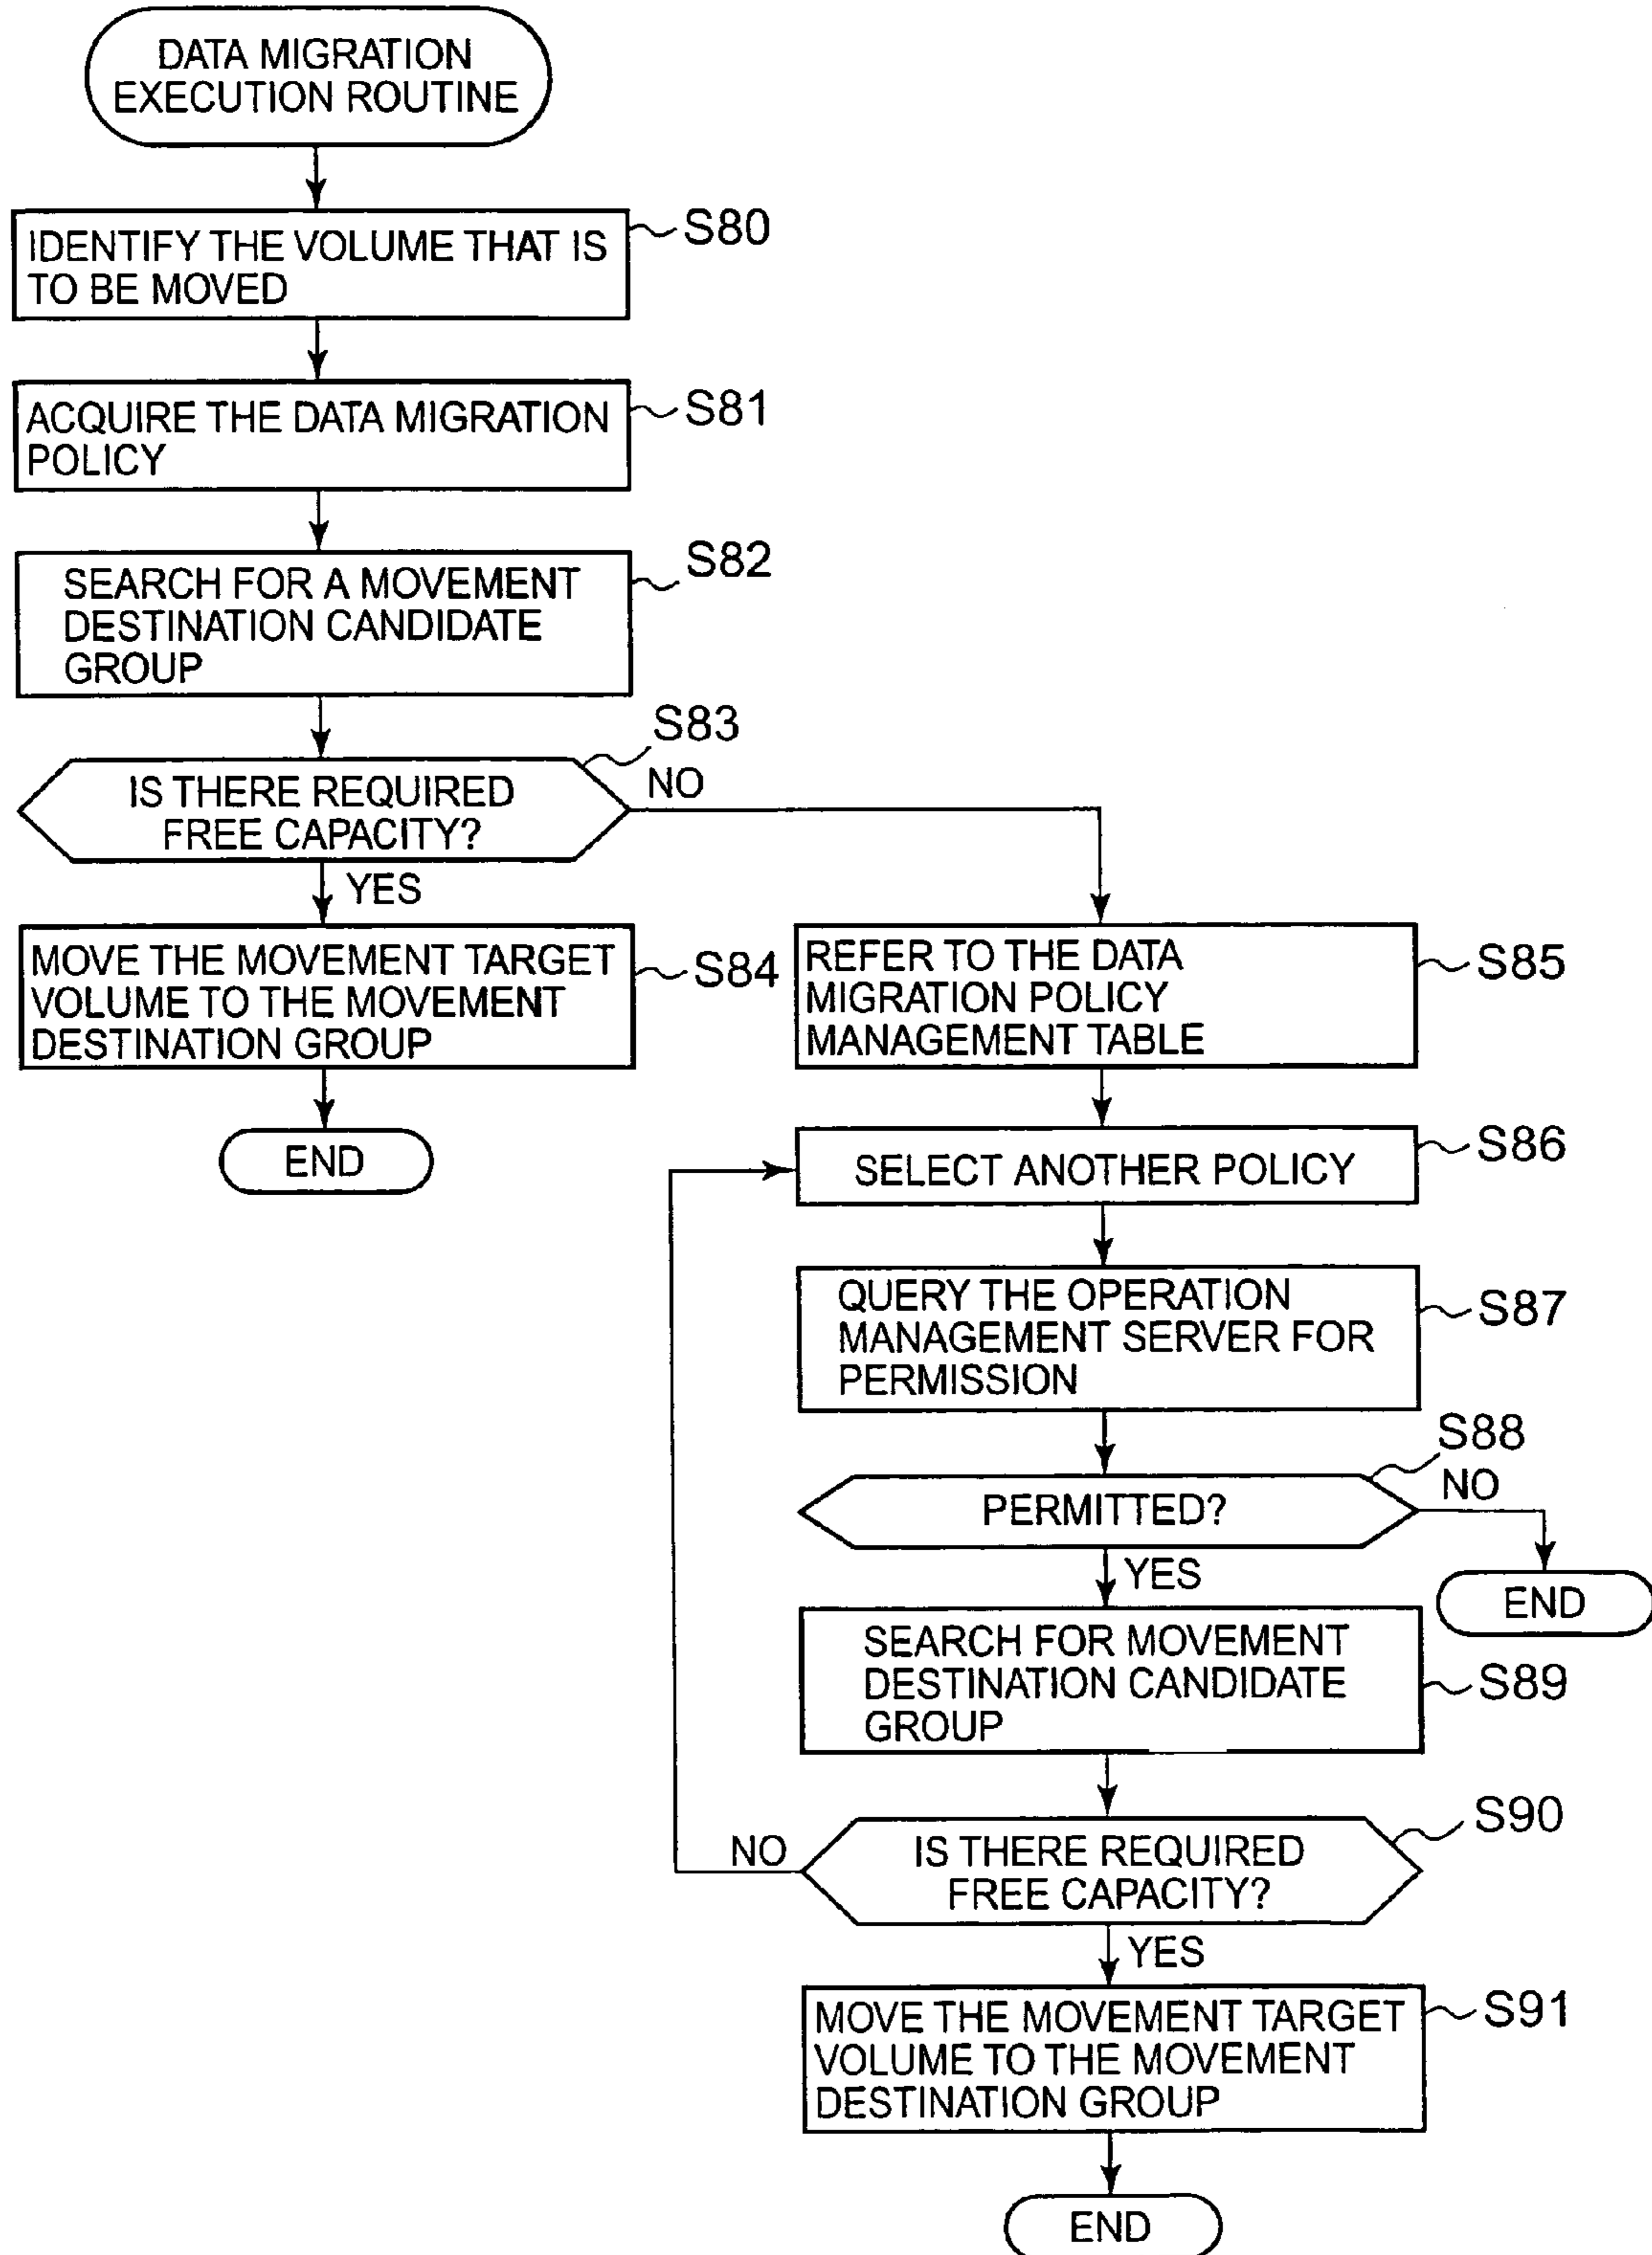 DATA MIGRATION
EXECUTION ROUTINE
IDENTIFY THE VOLUME THAT IS
TO BE MOVED
S80
ACQUIRE THE DATA MIGRATION
POLICY
S81
SEARCH FOR A MOVEMENT
DESTINATION CANDIDATE
GROUP
S82
IS THERE REQUIRED
FREE CAPACITY?
S83
NO
YES
MOVE THE MOVEMENT TARGET
VOLUME TO THE MOVEMENT
DESTINATION GROUP
S84
END
REFER TO THE DATA
MIGRATION POLICY
MANAGEMENT TABLE
S85
SELECT ANOTHER POLICY
S86
QUERY THE OPERATION
MANAGEMENT SERVER FOR
PERMISSION
S87
PERMITTED?
S88
NO
END
YES
SEARCH FOR MOVEMENT
DESTINATION CANDIDATE
GROUP
S89
IS THERE REQUIRED
FREE CAPACITY?
S90
NO
YES
MOVE THE MOVEMENT TARGET
VOLUME TO THE MOVEMENT
DESTINATION GROUP
S91
END